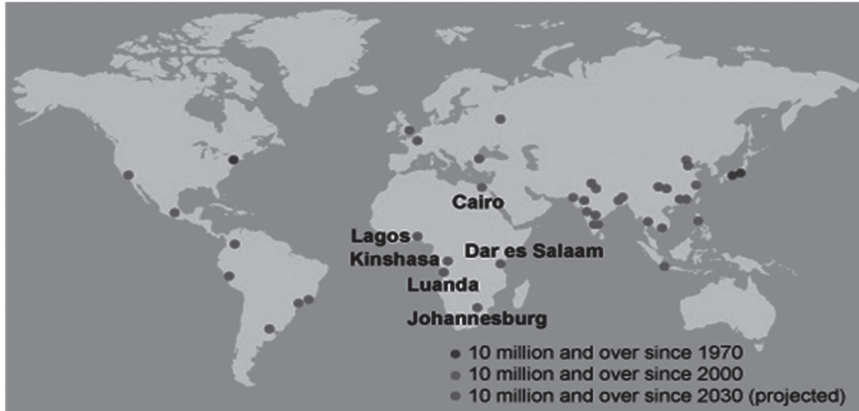 Cairo
Lagos
Kinshasa
Dar es Salaam
Luanda
Johannesburg
10 million and over since 1970
10 million and over since 2000
10 million and over since 2030 (projected)